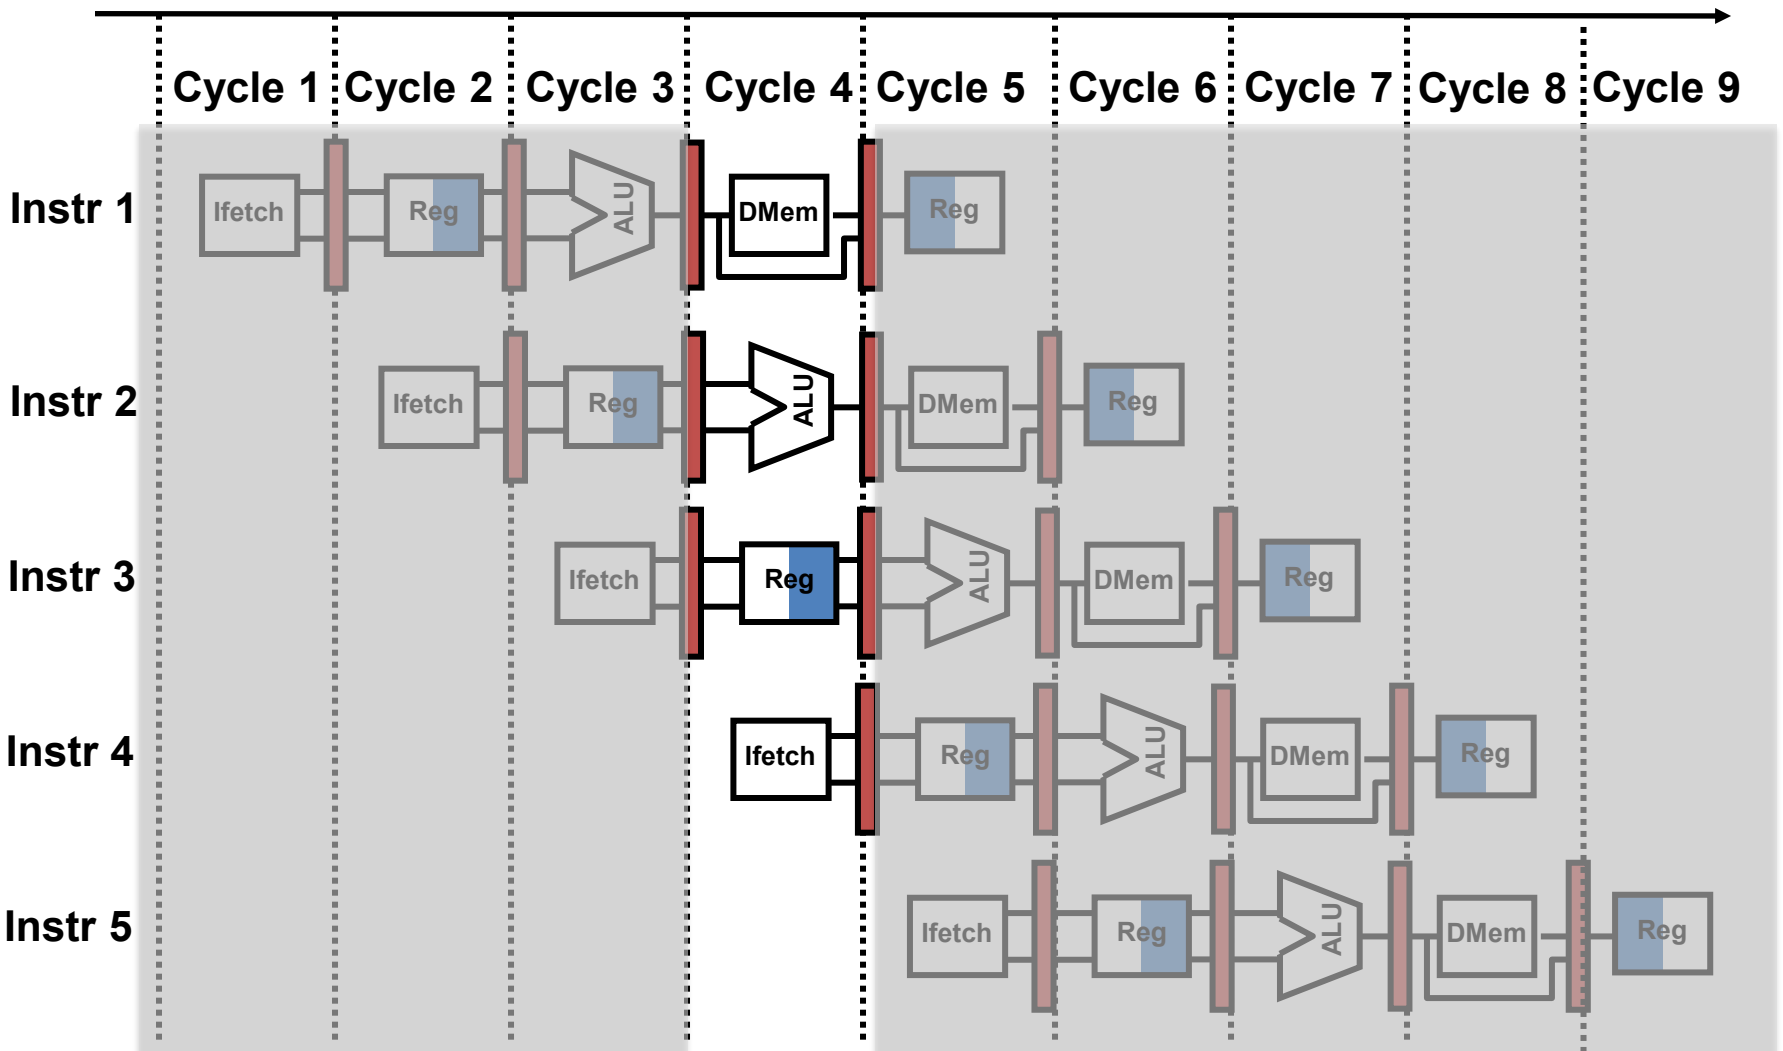 Cycle 1 Cycle 2 Cycle 3 Cycle 4 Cycle 5 Cycle 6 Cycle 7 Cycle 8 Cycle 9
Instr 1 Ifetch Reg ALU DMem Reg
Instr 2 Ifetch Reg ALU DMem Reg
Instr 3 Ifetch Reg ALU DMem Reg
Instr 4 Ifetch Reg ALU DMem Reg
Instr 5 Ifetch Reg ALU DMem Reg